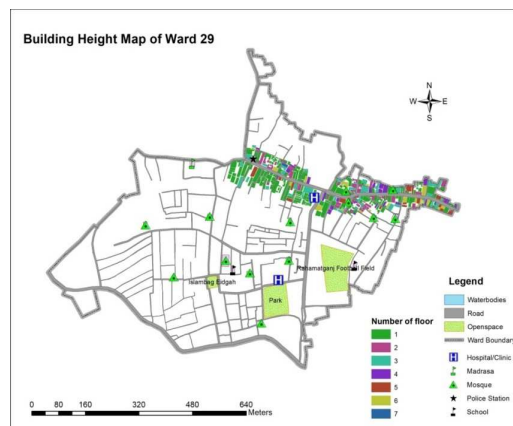 Building Height Map of Ward 29
N
W E
S
Rahamatganj Football Field
Islambag Eidgah
Park
Legend
Waterbodies
Road
Openspace
Ward Boundary
Hospital/Clinic
Madrasa
Mosque
Police Station
School
Number of floor
1
2
3
4
5
6
7
0 80 160 320 480 640
Meters